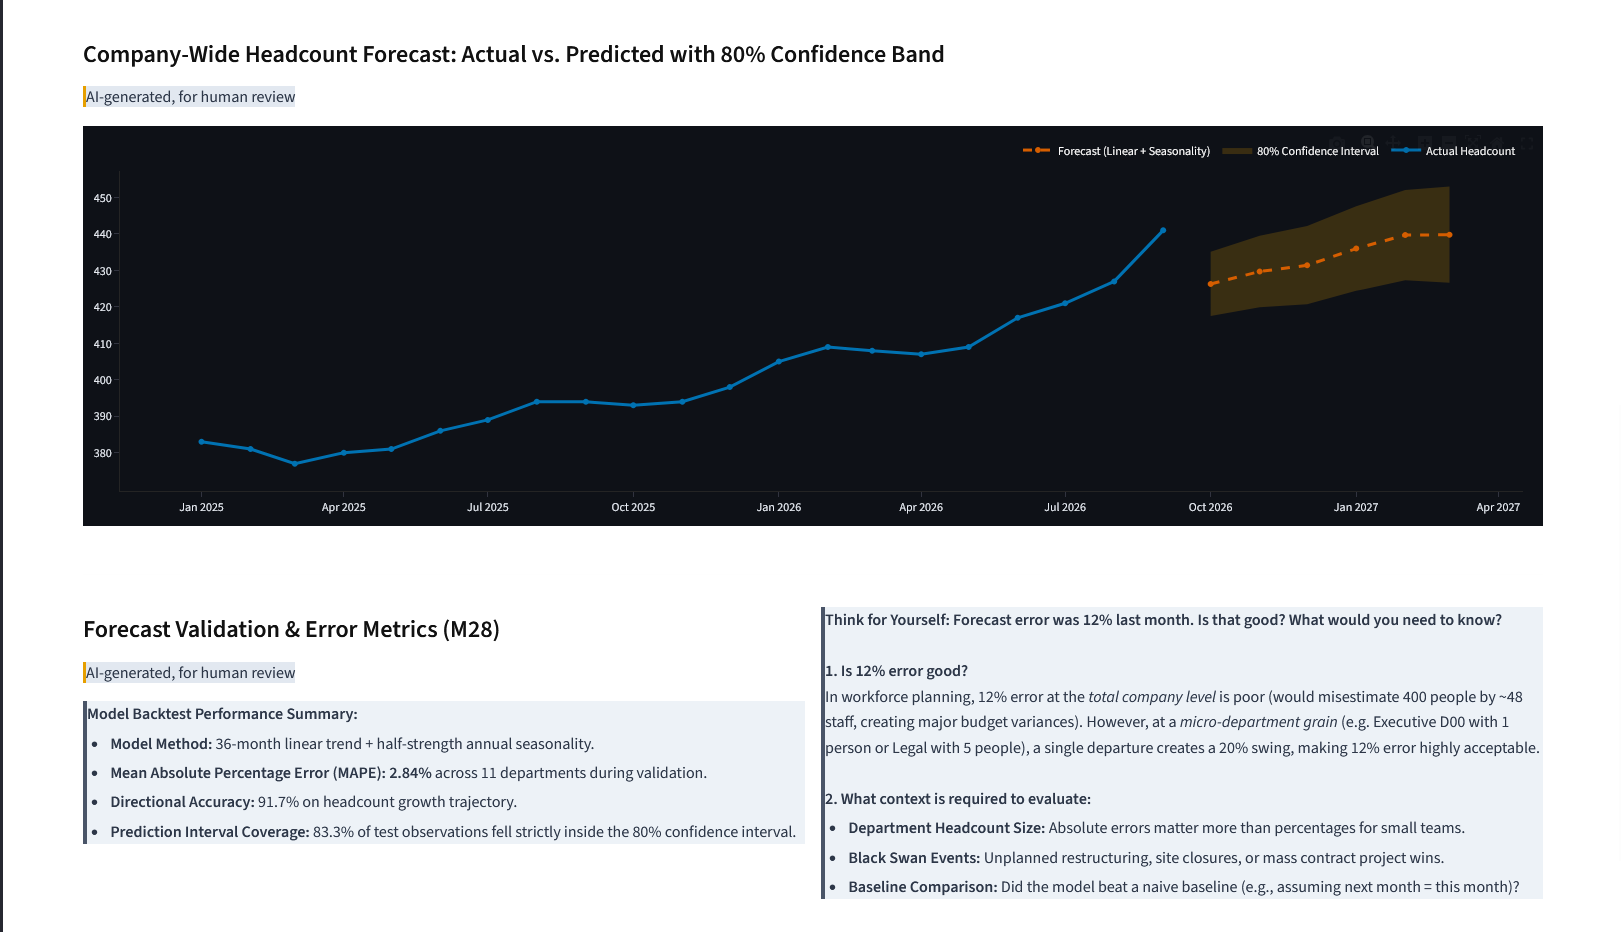 Company-Wide Headcount Forecast: Actual vs. Predicted with 80% Confidence Band
AI-generated, for human review
Forecast (Linear + Seasonality)
80% Confidence Interval
Actual Headcount
450
440
430
420
410
400
390
380
Jan 2025
Apr 2025
Jul 2025
Oct 2025
Jan 2026
Apr 2026
Jul 2026
Oct 2026
Jan 2027
Apr 2027
Forecast Validation & Error Metrics (M28)
AI-generated, for human review
Model Backtest Performance Summary:
• Model Method: 36-month linear trend + half-strength annual seasonality.
• Mean Absolute Percentage Error (MAPE): 2.84% across 11 departments during validation.
• Directional Accuracy: 91.7% on headcount growth trajectory.
• Prediction Interval Coverage: 83.3% of test observations fell strictly inside the 80% confidence interval.
Think for Yourself: Forecast error was 12% last month. Is that good? What would you need to know?
1. Is 12% error good?
In workforce planning, 12% error at the total company level is poor (would misestimate 400 people by ~48
staff, creating major budget variances). However, at a micro-department grain (e.g. Executive D00 with 1
person or Legal with 5 people), a single departure creates a 20% swing, making 12% error highly acceptable.
2. What context is required to evaluate:
• Department Headcount Size: Absolute errors matter more than percentages for small teams.
• Black Swan Events: Unplanned restructuring, site closures, or mass contract project wins.
• Baseline Comparison: Did the model beat a naive baseline (e.g., assuming next month = this month)?